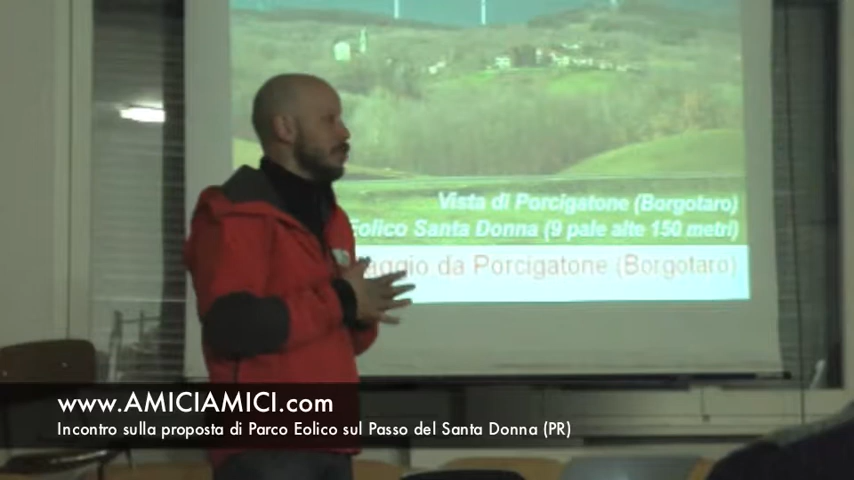 Vista di Porcigatone (Borgotaro)
Eolico Santa Donna (9 pale alte 150 metri)
da Porcigatone (Borgotaro)
www.AMICIAMICI.com
Incontro sulla proposta di Parco Eolico sul Passo del Santa Donna (PR)